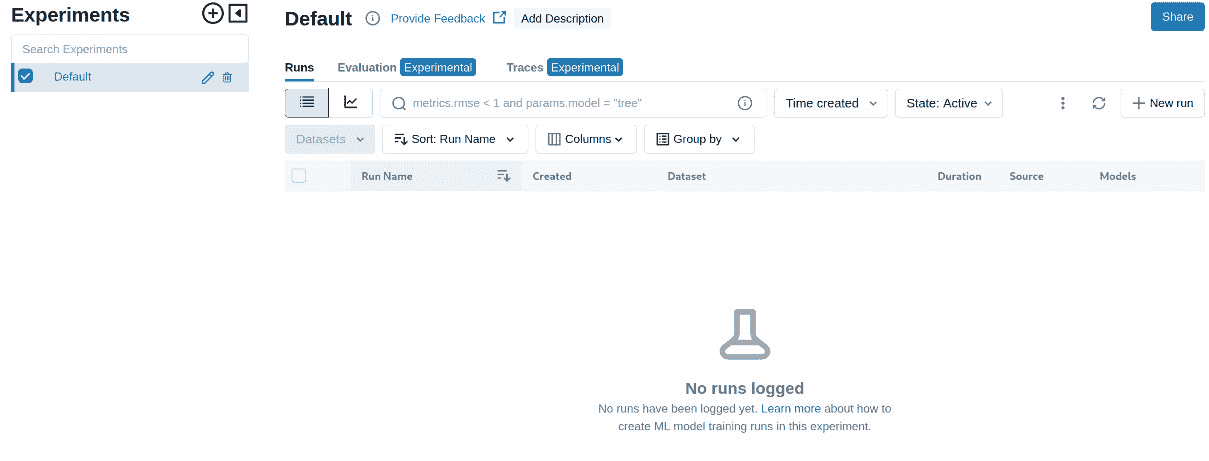 Experiments
Search Experiments
Default
Default
Provide Feedback
Add Description
Share
Runs
Evaluation Experimental
Traces Experimental
metrics.rmse < 1 and params.model = "tree"
Time created
State: Active
New run
Datasets
Sort: Run Name
Columns
Group by
Run Name
Created
Dataset
Duration
Source
Models
No runs logged
No runs have been logged yet. Learn more about how to
create ML model training runs in this experiment.